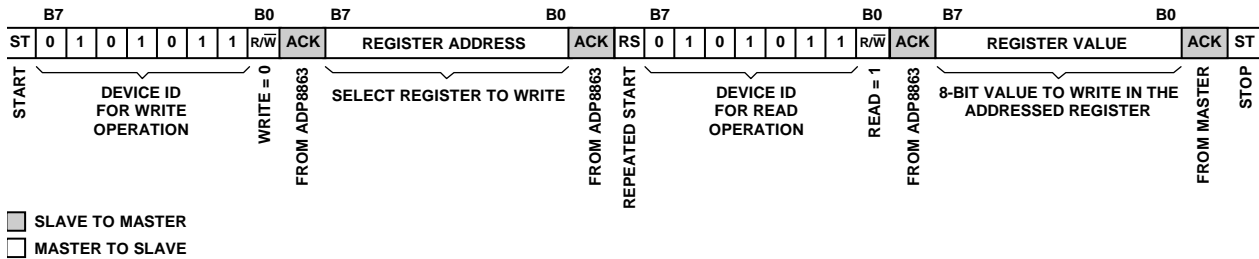 B7 B0 B7 B0 B7 B0 B7 B0
ST 0 1 0 1 0 1 1 R/W̅ ACK REGISTER ADDRESS ACK RS 0 1 0 1 0 1 1 R/W̅ ACK REGISTER VALUE ACK ST
START
DEVICE ID
FOR WRITE
OPERATION
WRITE = 0
FROM ADP8863
SELECT REGISTER TO WRITE
FROM ADP8863
REPEATED START
DEVICE ID
FOR READ
OPERATION
READ = 1
FROM ADP8863
8-BIT VALUE TO WRITE IN THE
ADDRESSED REGISTER
FROM MASTER
STOP
SLAVE TO MASTER
MASTER TO SLAVE